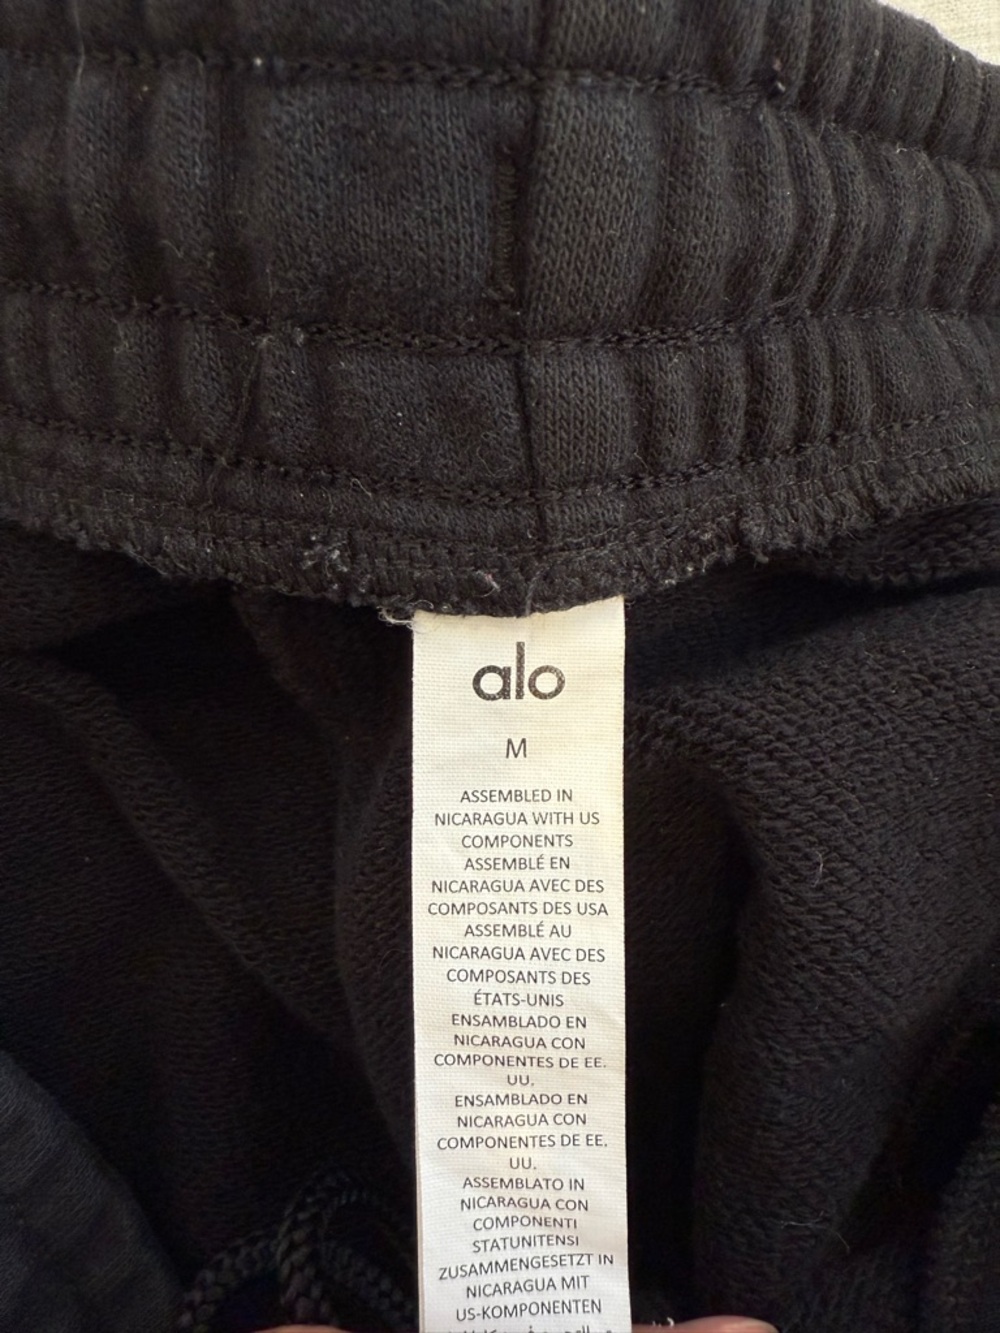 alo
M
ASSEMBLED IN
NICARAGUA WITH US
COMPONENTS
ASSEMBLÉ EN
NICARAGUA AVEC DES
COMPOSANTS DES USA
ASSEMBLÉ AU
NICARAGUA AVEC DES
COMPOSANTS DES
ÉTATS-UNIS
ENSAMBLADO EN
NICARAGUA CON
COMPONENTES DE EE.
UU.
ENSAMBLADO EN
NICARAGUA CON
COMPONENTES DE EE.
UU.
ASSEMBLATO IN
NICARAGUA CON
COMPONENTI
STATUNITENSI
ZUSAMMENGESETZT IN
NICARAGUA MIT
US-KOMPONENTEN